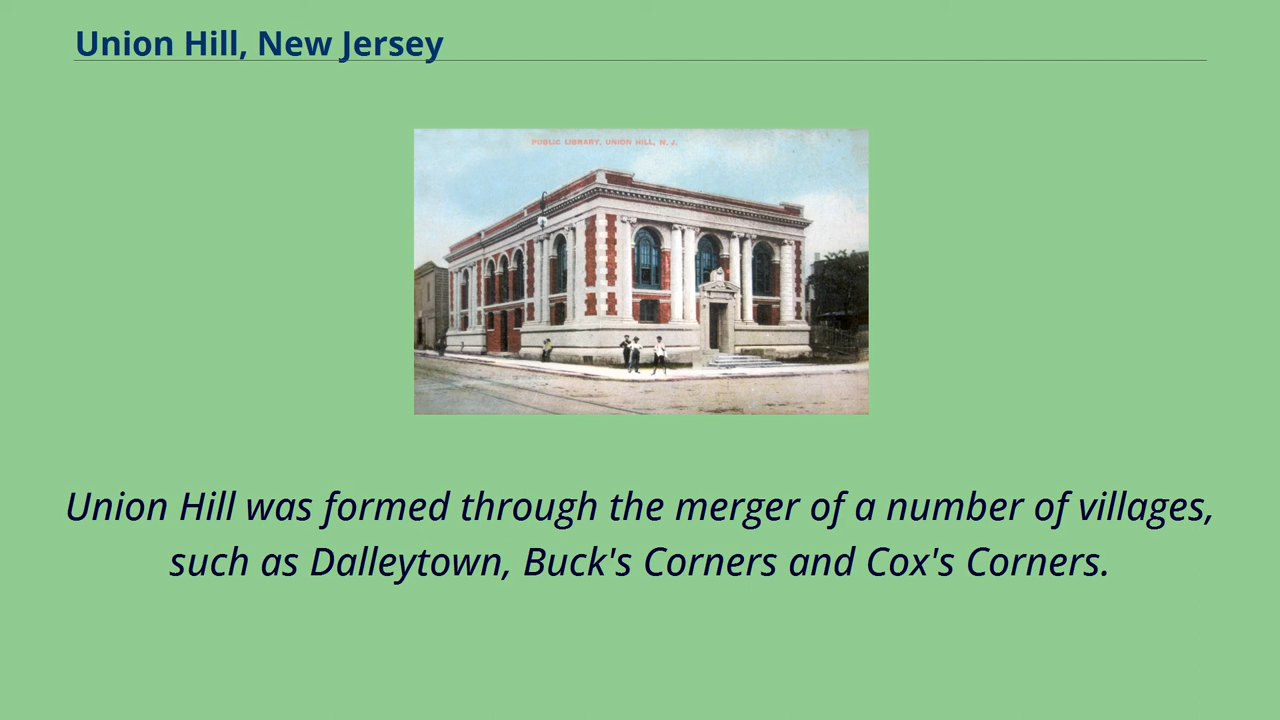 Union Hill, New Jersey
PUBLIC LIBRARY, UNION HILL, N. J.
Union Hill was formed through the merger of a number of villages,
such as Dalleytown, Buck's Corners and Cox's Corners.